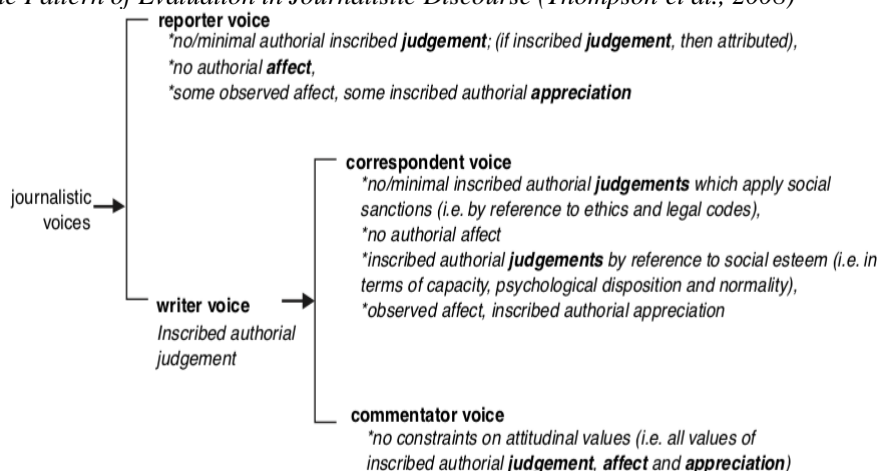 Pattern of Evaluation in Journalistic Discourse (Thompson et al., 2008)
reporter voice
*no/minimal authorial inscribed judgement; (if inscribed judgement, then attributed),
*no authorial affect,
*some observed affect, some inscribed authorial appreciation
journalistic
voices
correspondent voice
*no/minimal inscribed authorial judgements which apply social
sanctions (i.e. by reference to ethics and legal codes),
*no authorial affect
*inscribed authorial judgements by reference to social esteem (i.e. in
terms of capacity, psychological disposition and normality),
*observed affect, inscribed authorial appreciation
writer voice
Inscribed authorial
judgement
commentator voice
*no constraints on attitudinal values (i.e. all values of
inscribed authorial judgement, affect and appreciation)